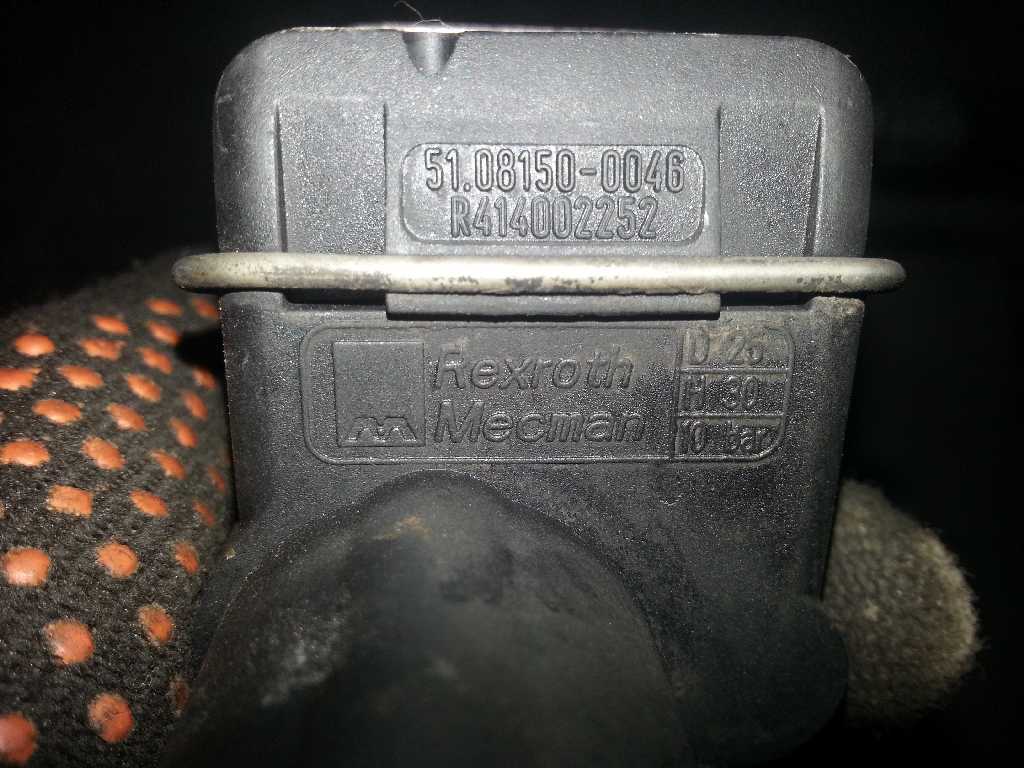 51.08150-0046
R414002252
Rexroth
Mecman
D 25
H 30
10 bar